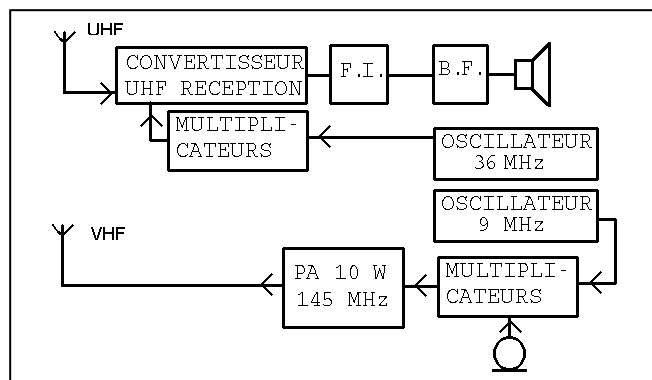 UHF
CONVERTISSEUR
UHF RECEPTION
F.I.
B.F.
MULTIPLI-
CATEURS
OSCILLATEUR
36 MHz
OSCILLATEUR
9 MHz
VHF
PA 10 W
145 MHz
MULTIPLI-
CATEURS